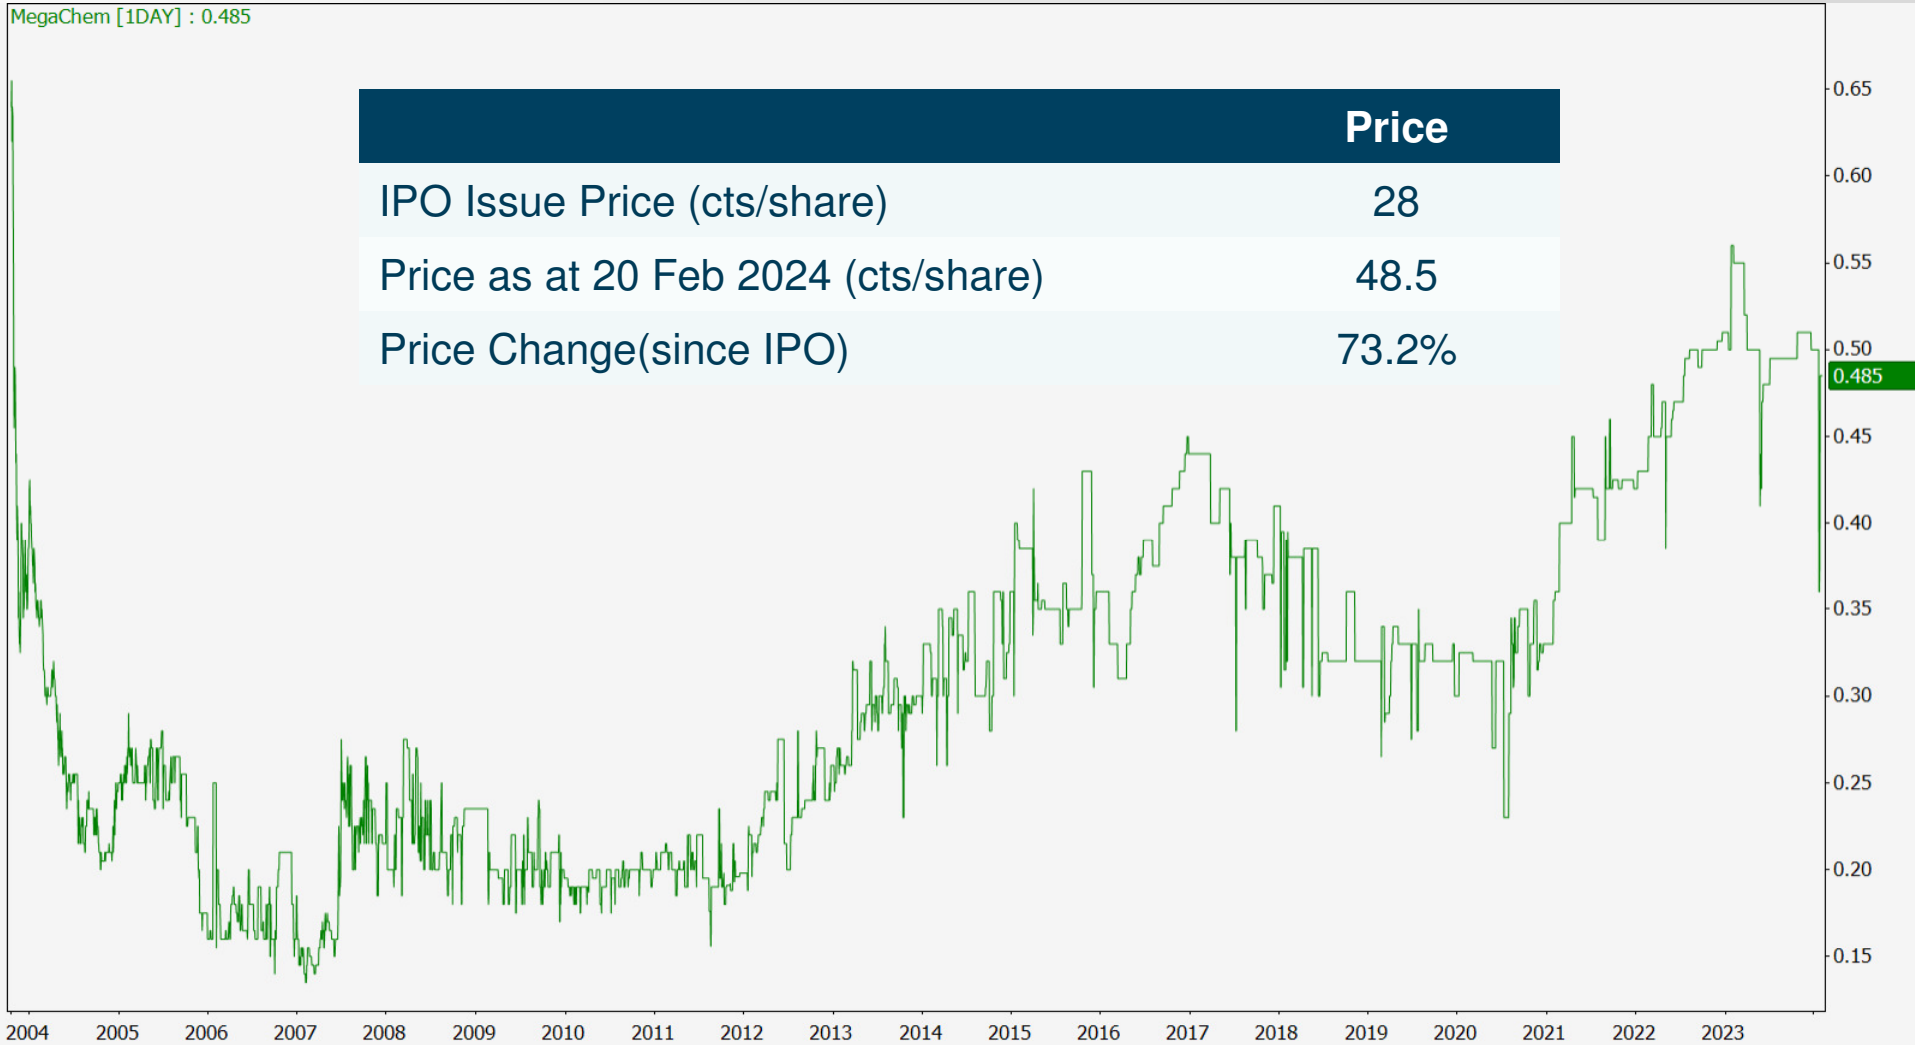 MegaChem [1DAY] : 0.485
Price
IPO Issue Price (cts/share) 28
Price as at 20 Feb 2024 (cts/share) 48.5
Price Change(since IPO) 73.2%
0.65
0.60
0.55
0.50
0.485
0.45
0.40
0.35
0.30
0.25
0.20
0.15
2004 2005 2006 2007 2008 2009 2010 2011 2012 2013 2014 2015 2016 2017 2018 2019 2020 2021 2022 2023